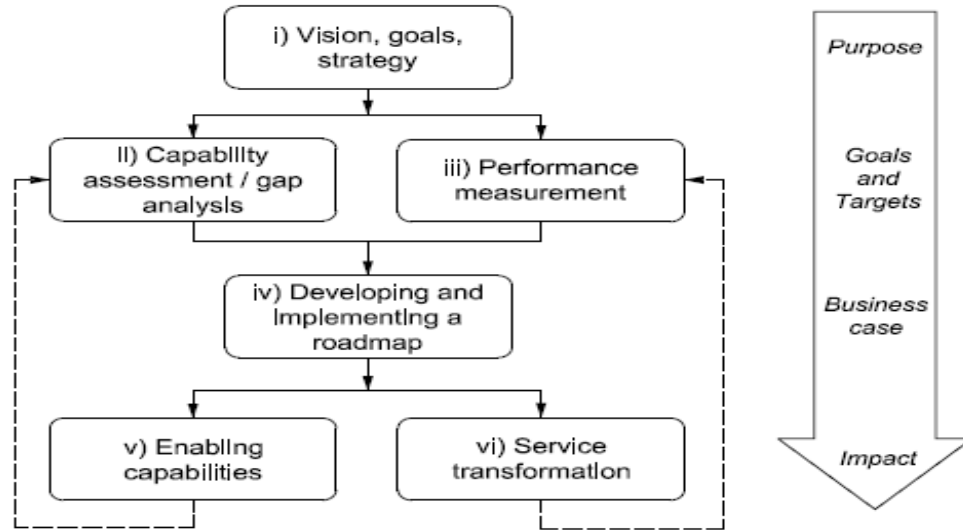 i) Vision, goals,
strategy
Purpose
ii) Capability
assessment / gap
analysis
iii) Performance
measurement
Goals
and
Targets
iv) Developing and
implementing a
roadmap
Business
case
v) Enabling
capabilities
vi) Service
transformation
Impact